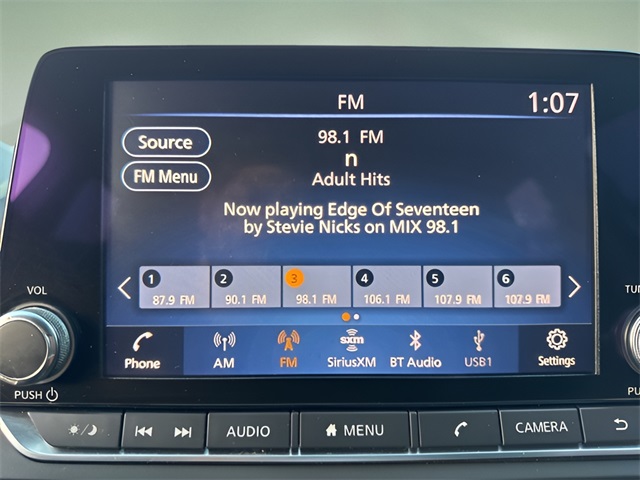 FM
1:07
Source
98.1 FM
n
FM Menu
Adult Hits
Now playing Edge Of Seventeen
by Stevie Nicks on MIX 98.1
1
2
3
4
5
6
87.9 FM
90.1 FM
98.1 FM
106.1 FM
107.9 FM
107.9 FM
VOL
TU
sxm
Phone
AM
FM
SiriusXM
BT Audio
USB1
Settings
PUSH
PU
AUDIO
MENU
CAMERA